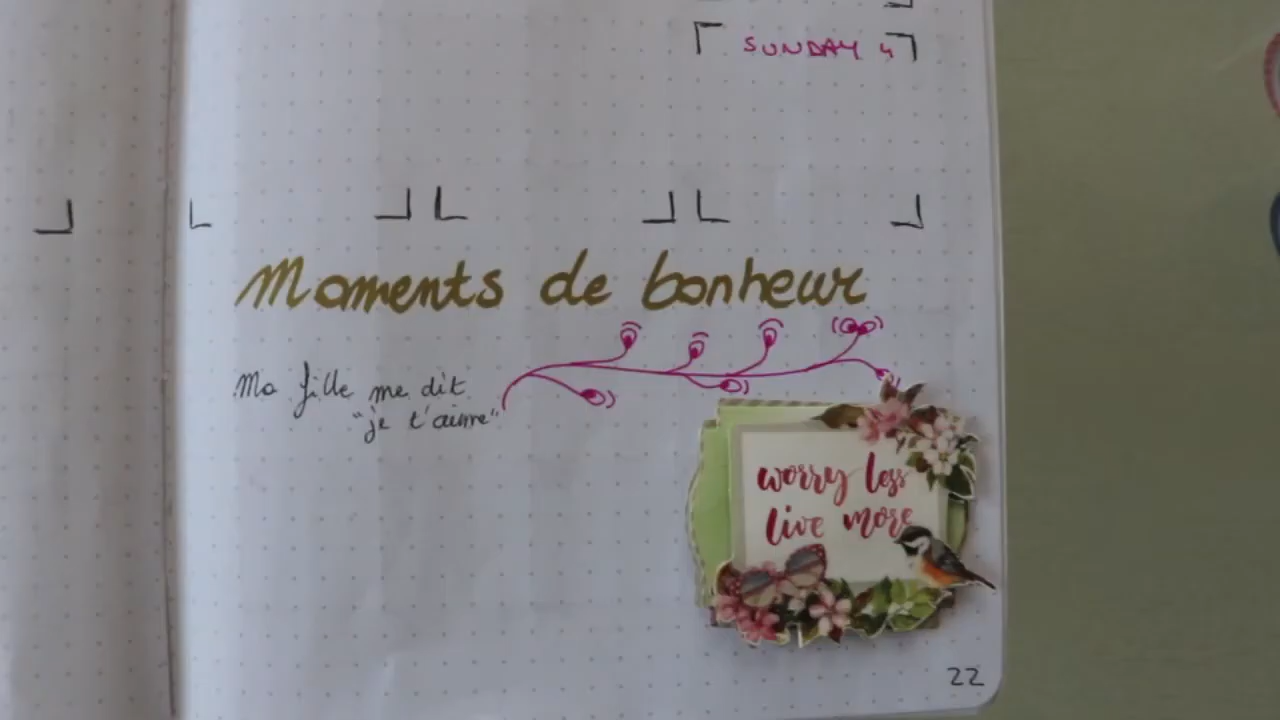 SUNDAY 4
Moments de bonheur
Ma fille me dit
"je t'aime"
worry less
live more
22